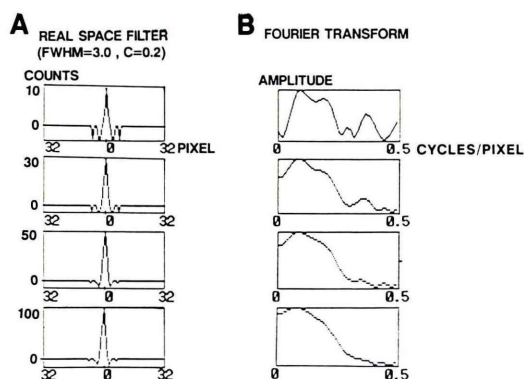 A REAL SPACE FILTER
(FWHM=3.0 , C=0.2)
COUNTS
10
0
32 0 32 PIXEL
30
0
32 0 32
50
0
32 0 32
100
0
32 0 32
B FOURIER TRANSFORM
AMPLITUDE
0 0.5 CYCLES/PIXEL
0 0.5
0 0.5
0 0.5